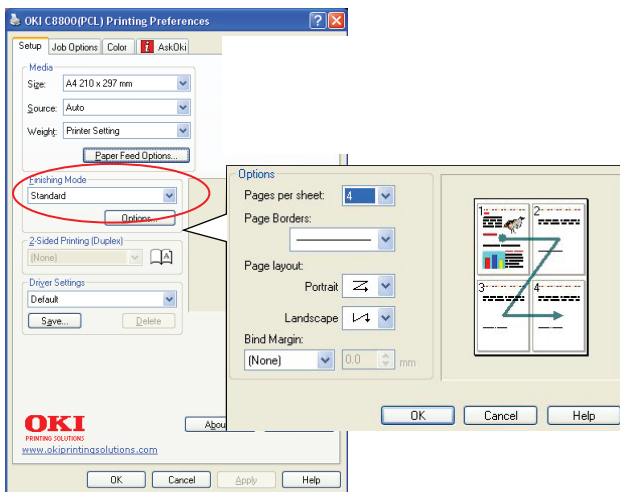 OKI C8800(PCL) Printing Preferences
Setup Job Options Color i AskOki
Media
Size: A4 210 x 297 mm
Source: Auto
Weight: Printer Setting
Paper Feed Options...
Finishing Mode
Standard
Options...
2-Sided Printing (Duplex)
(None)
A
Driver Settings
Default
Save... Delete
OKI
PRINTING SOLUTIONS
www.okiprintingsolutions.com
Abou
OK Cancel Apply Help
Options
Pages per sheet: 4
Page Borders:
Page layout:
Portrait
Landscape
Bind Margin:
(None) 0.0 mm
1 2
3 4
OK Cancel Help